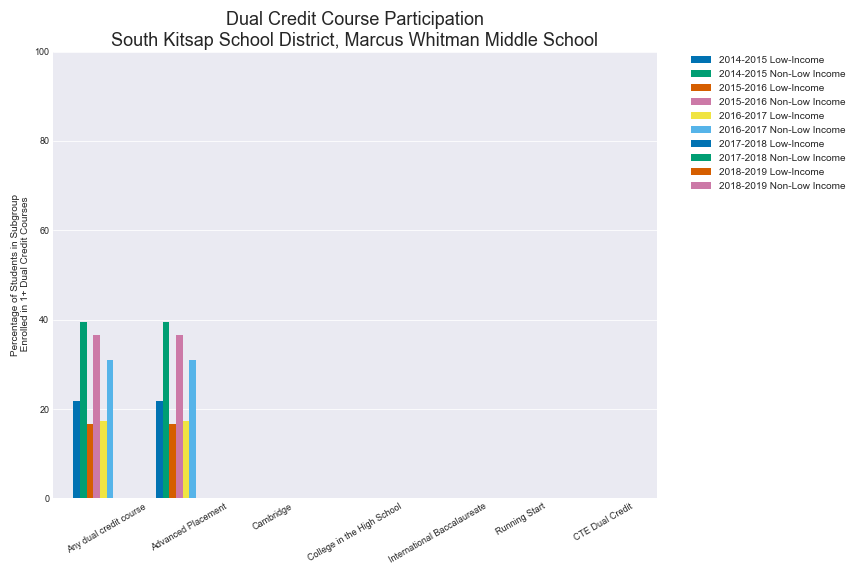 Dual Credit Course Participation
South Kitsap School District, Marcus Whitman Middle School
100
80
60
40
20
0
Percentage of Students in Subgroup
Enrolled in 1+ Dual Credit Courses
Any dual credit course
Advanced Placement
Cambridge
College in the High School
International Baccalaureate
Running Start
CTE Dual Credit
2014-2015 Low-Income
2014-2015 Non-Low Income
2015-2016 Low-Income
2015-2016 Non-Low Income
2016-2017 Low-Income
2016-2017 Non-Low Income
2017-2018 Low-Income
2017-2018 Non-Low Income
2018-2019 Low-Income
2018-2019 Non-Low Income